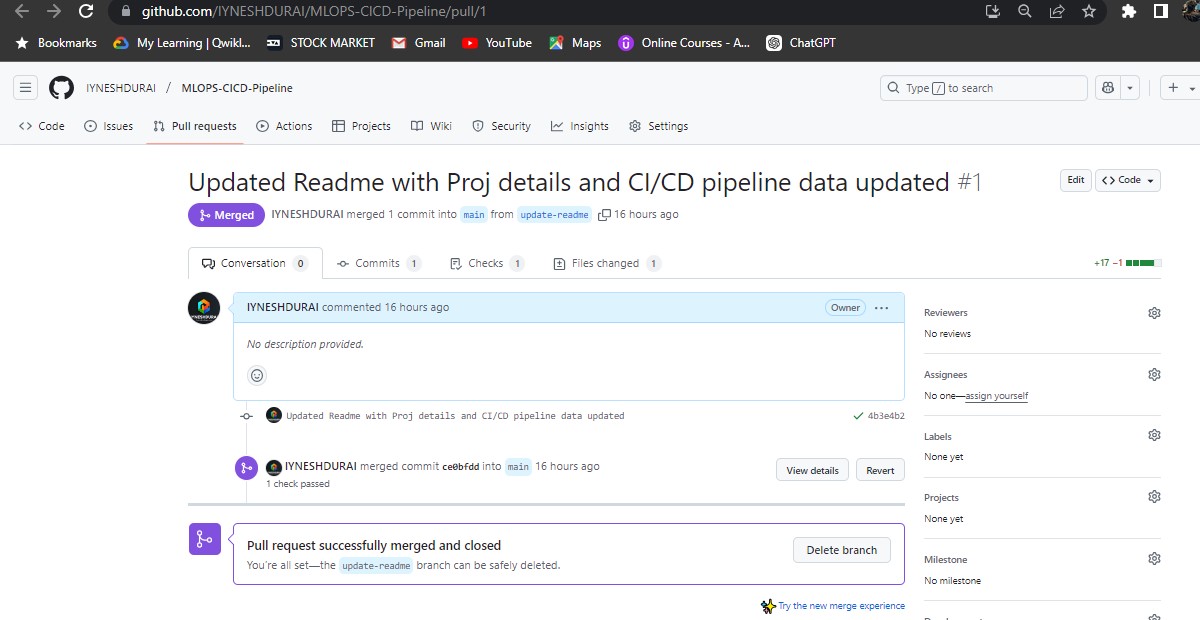 github.com/IYNESHDURAI/MLOPS-CICD-Pipeline/pull/1
Bookmarks My Learning | Qwikl... STOCK MARKET Gmail YouTube Maps Online Courses - A... ChatGPT
IYNESHDURAI / MLOPS-CICD-Pipeline Type / to search
Code Issues Pull requests Actions Projects Wiki Security Insights Settings
Updated Readme with Proj details and CI/CD pipeline data updated #1 Edit <> Code
Merged IYNESHDURAI merged 1 commit into main from update-readme 16 hours ago
Conversation 0 Commits 1 Checks 1 Files changed 1 +17 −1
IYNESHDURAI commented 16 hours ago Owner ...
No description provided.
Updated Readme with Proj details and CI/CD pipeline data updated 4b3e4b2
IYNESHDURAI merged commit ce0bfdd into main 16 hours ago View details Revert
1 check passed
Pull request successfully merged and closed
You're all set—the update-readme branch can be safely deleted.
Delete branch
Try the new merge experience
Reviewers
No reviews
Assignees
No one—assign yourself
Labels
None yet
Projects
None yet
Milestone
No milestone